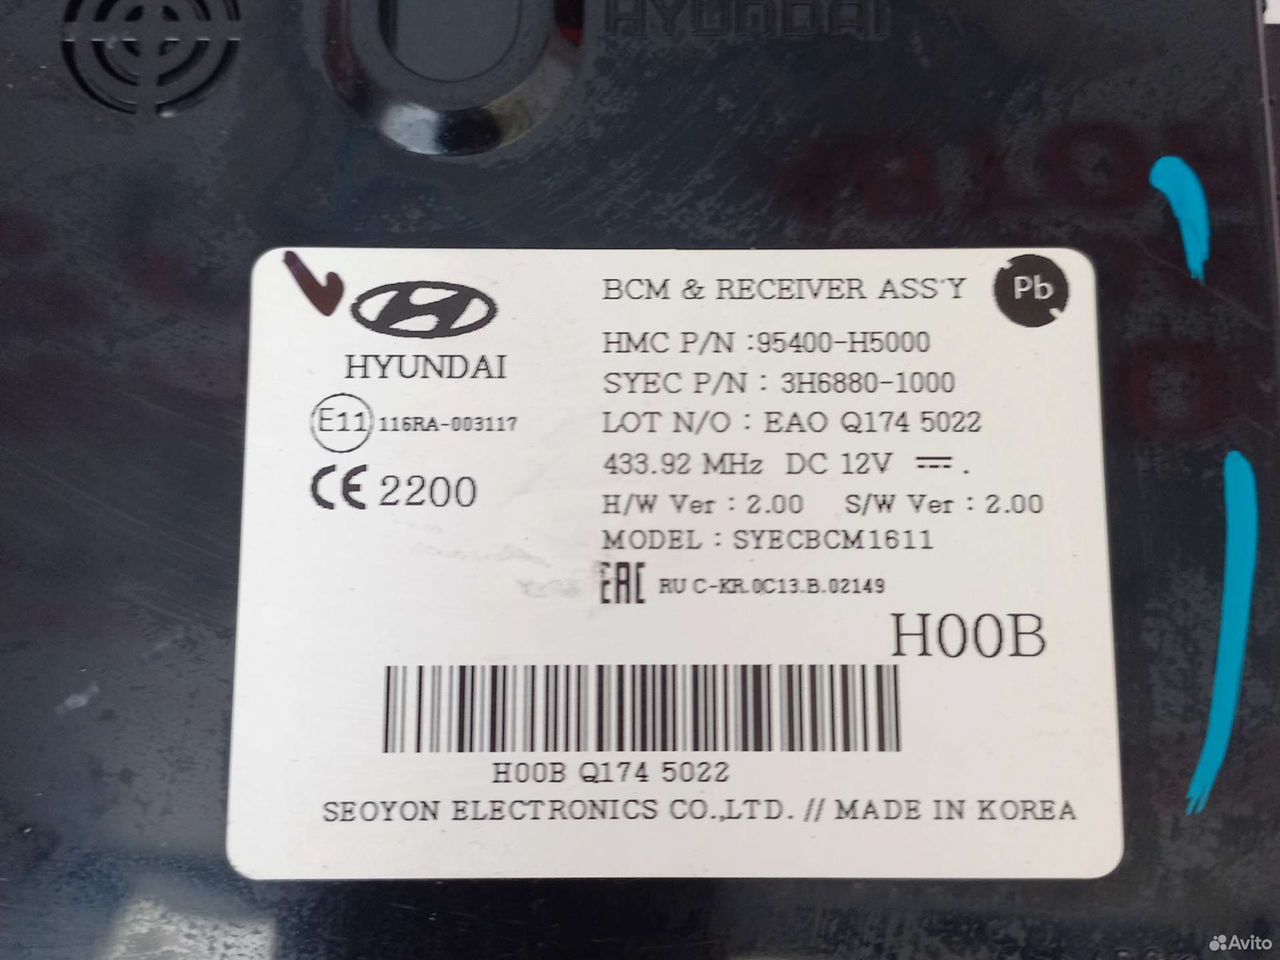 HYUNDAI
BCM & RECEIVER ASS'Y
Pb
HYUNDAI
HMC P/N :95400-H5000
SYEC P/N : 3H6880-1000
E11 116RA-003117
LOT N/O : EAO Q174 5022
433.92 MHz DC 12V ⎓ .
CE 2200
H/W Ver : 2.00 S/W Ver : 2.00
MODEL : SYECBCM1611
EAC RU C-KR.0C13.B.02149
H00B
H00B Q174 5022
SEOYON ELECTRONICS CO.,LTD. // MADE IN KOREA
Avito